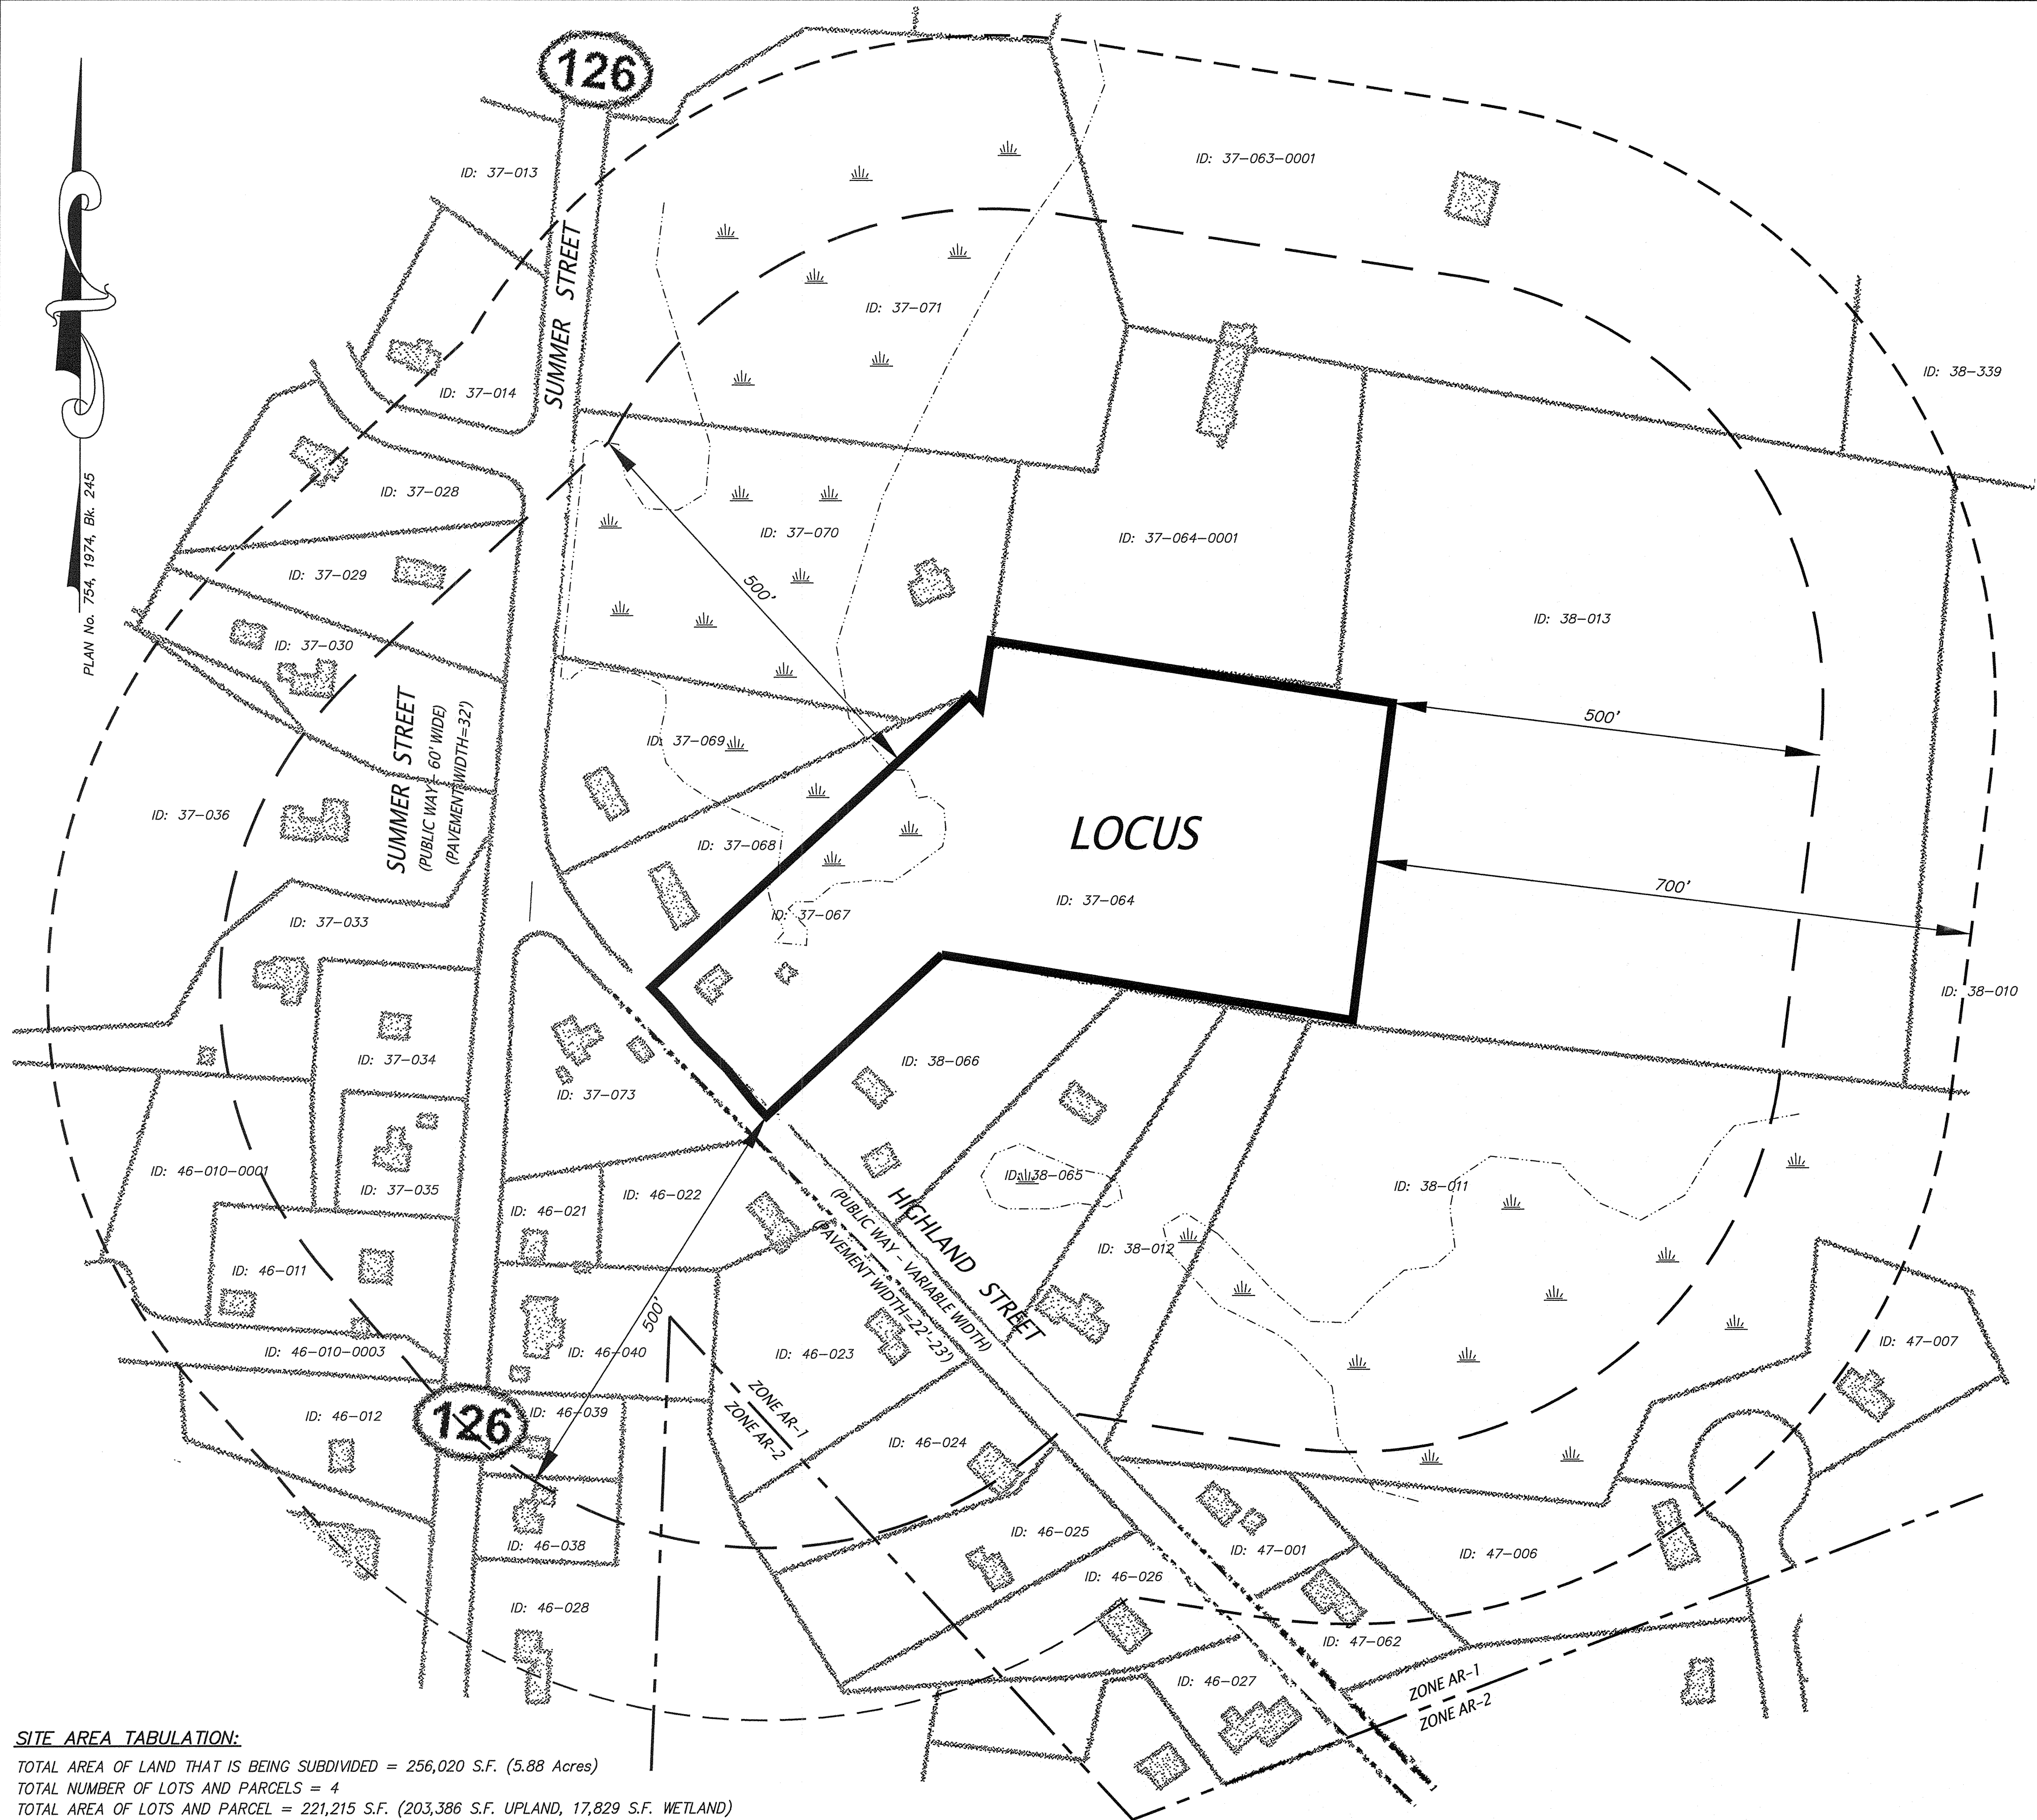 126
ID: 37-013
ID: 37-063-0001
SUMMER STREET
ID: 37-071
ID: 38-339
ID: 37-014
PLAN No. 754, 1974, Bk. 245
ID: 37-028
ID: 37-070
ID: 37-064-0001
ID: 37-029
500'
ID: 38-013
ID: 37-030
SUMMER STREET
(PUBLIC WAY - 60' WIDE)
(PAVEMENT WIDTH=32')
ID: 37-069
500'
ID: 37-036
LOCUS
ID: 37-068
700'
ID: 37-064
ID: 37-067
ID: 37-033
ID: 38-010
ID: 37-034
ID: 38-066
ID: 37-073
ID: 46-010-0001
ID: 38-065
ID: 37-035
ID: 46-022
ID: 38-011
ID: 46-021
HIGHLAND STREET
(PUBLIC WAY - VARIABLE WIDTH)
(PAVEMENT WIDTH=22'-23')
ID: 38-012
ID: 46-011
500'
ID: 47-007
ID: 46-010-0003
ID: 46-040
ID: 46-023
ZONE AR-1
ZONE AR-2
ID: 46-012
126
ID: 46-039
ID: 46-024
ID: 46-025
ID: 46-038
ID: 47-001
ID: 47-006
ID: 46-026
ID: 46-028
ID: 47-062
ID: 46-027
ZONE AR-1
ZONE AR-2
SITE AREA TABULATION:
TOTAL AREA OF LAND THAT IS BEING SUBDIVIDED = 256,020 S.F. (5.88 Acres)
TOTAL NUMBER OF LOTS AND PARCELS = 4
TOTAL AREA OF LOTS AND PARCEL = 221,215 S.F. (203,386 S.F. UPLAND, 17,829 S.F. WETLAND)